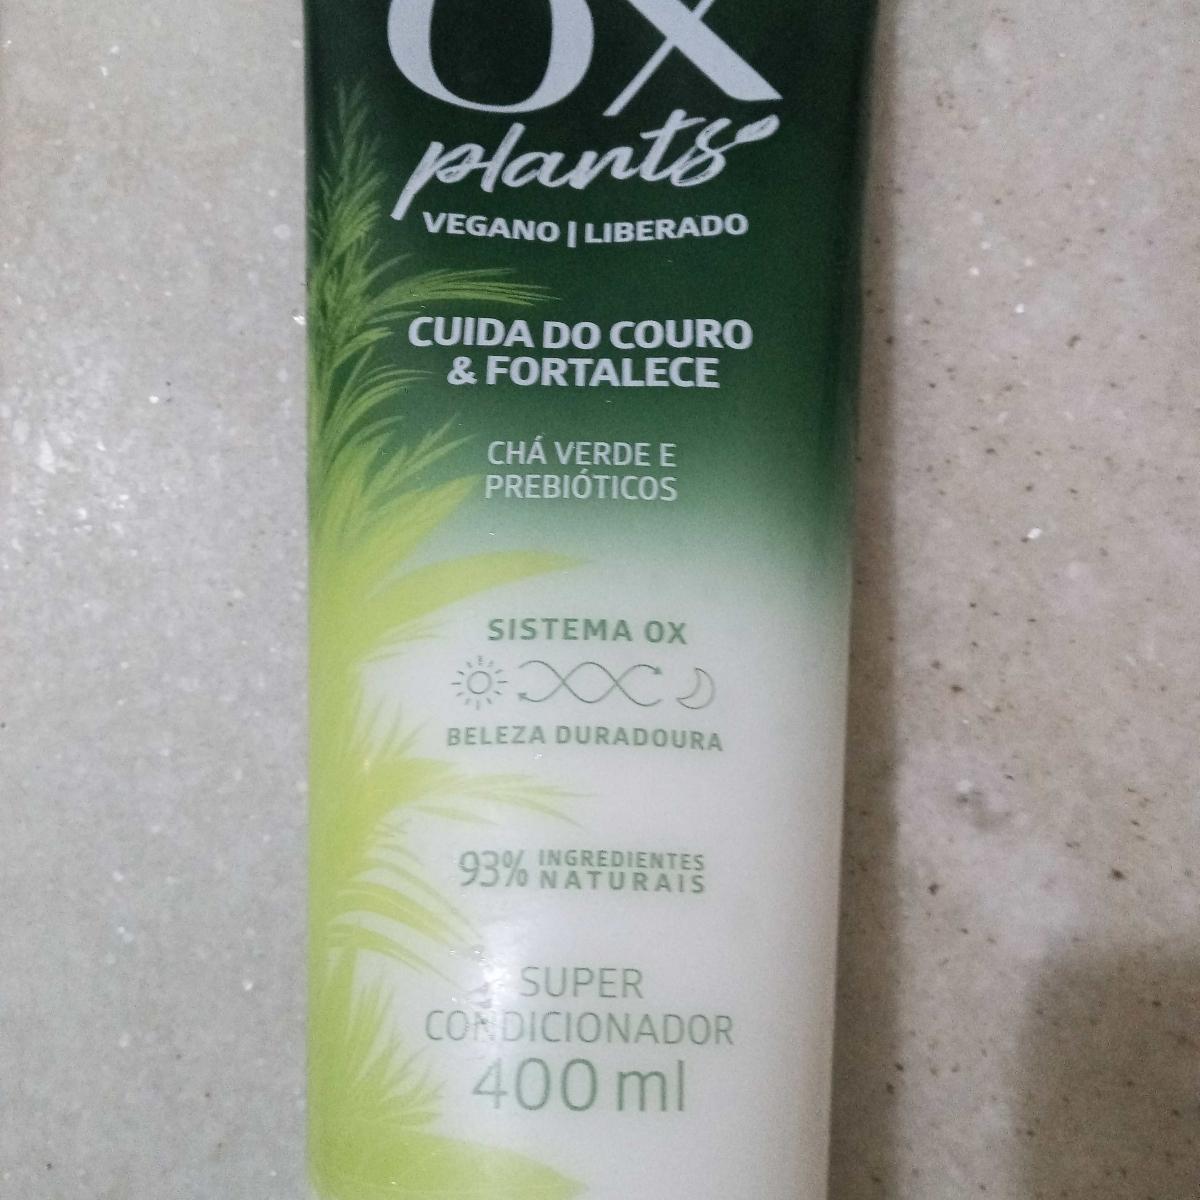 OX
plants
VEGANO | LIBERADO
CUIDA DO COURO
& FORTALECE
CHÁ VERDE E
PREBIÓTICOS
SISTEMA OX
BELEZA DURADOURA
93% INGREDIENTES
NATURAIS
SUPER
CONDICIONADOR
400 ml